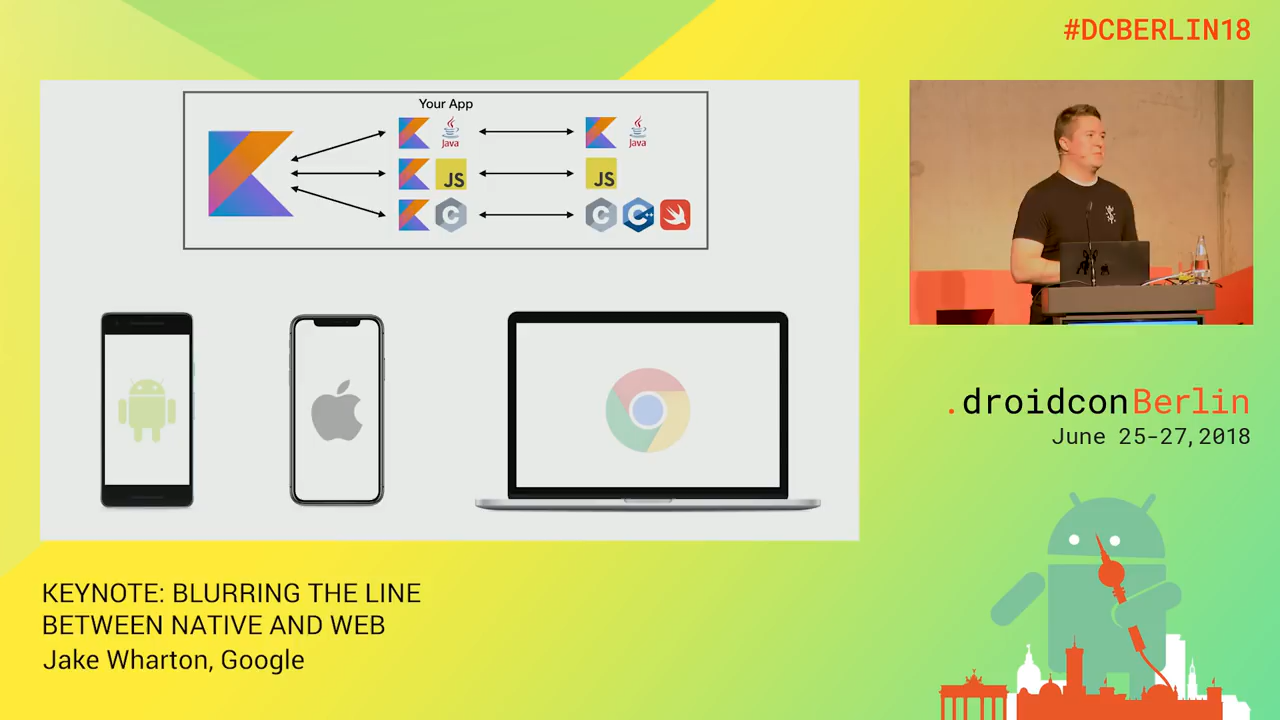 #DCBERLIN18
Your App
Java
Java
JS
JS
C
C
C++
.droidconBerlin
June 25-27, 2018
KEYNOTE: BLURRING THE LINE
BETWEEN NATIVE AND WEB
Jake Wharton, Google